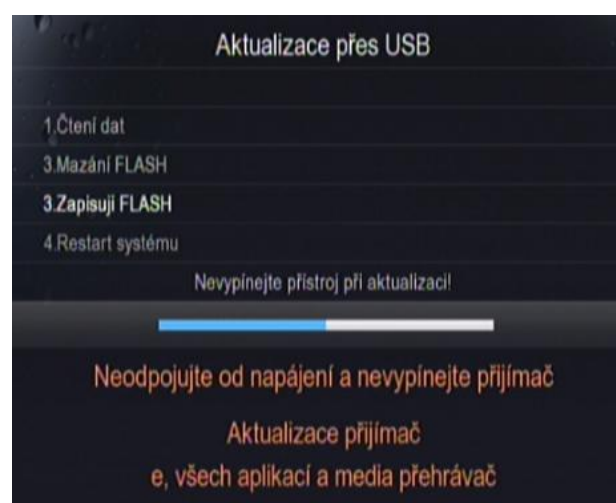 Aktualizace přes USB
1.Čtení dat
3.Mazání FLASH
3.Zapisuji FLASH
4.Restart systému
Nevypínejte přístroj při aktualizaci!
Neodpojujte od napájení a nevypínejte přijímač
Aktualizace přijímač
e, všech aplikací a media přehrávač